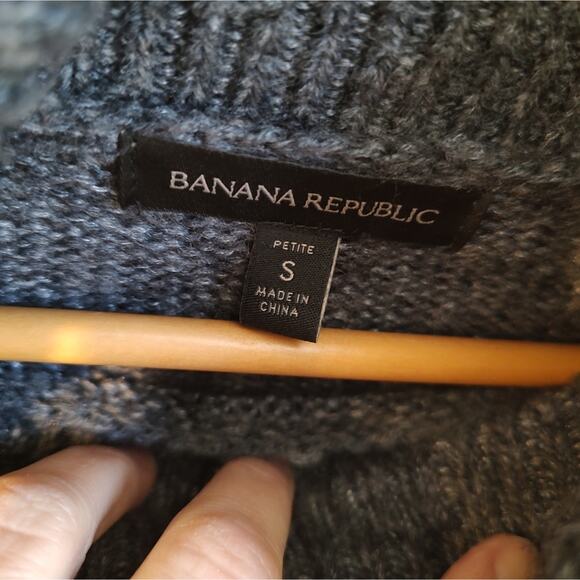 BANANA REPUBLIC
PETITE
S
MADE IN
CHINA